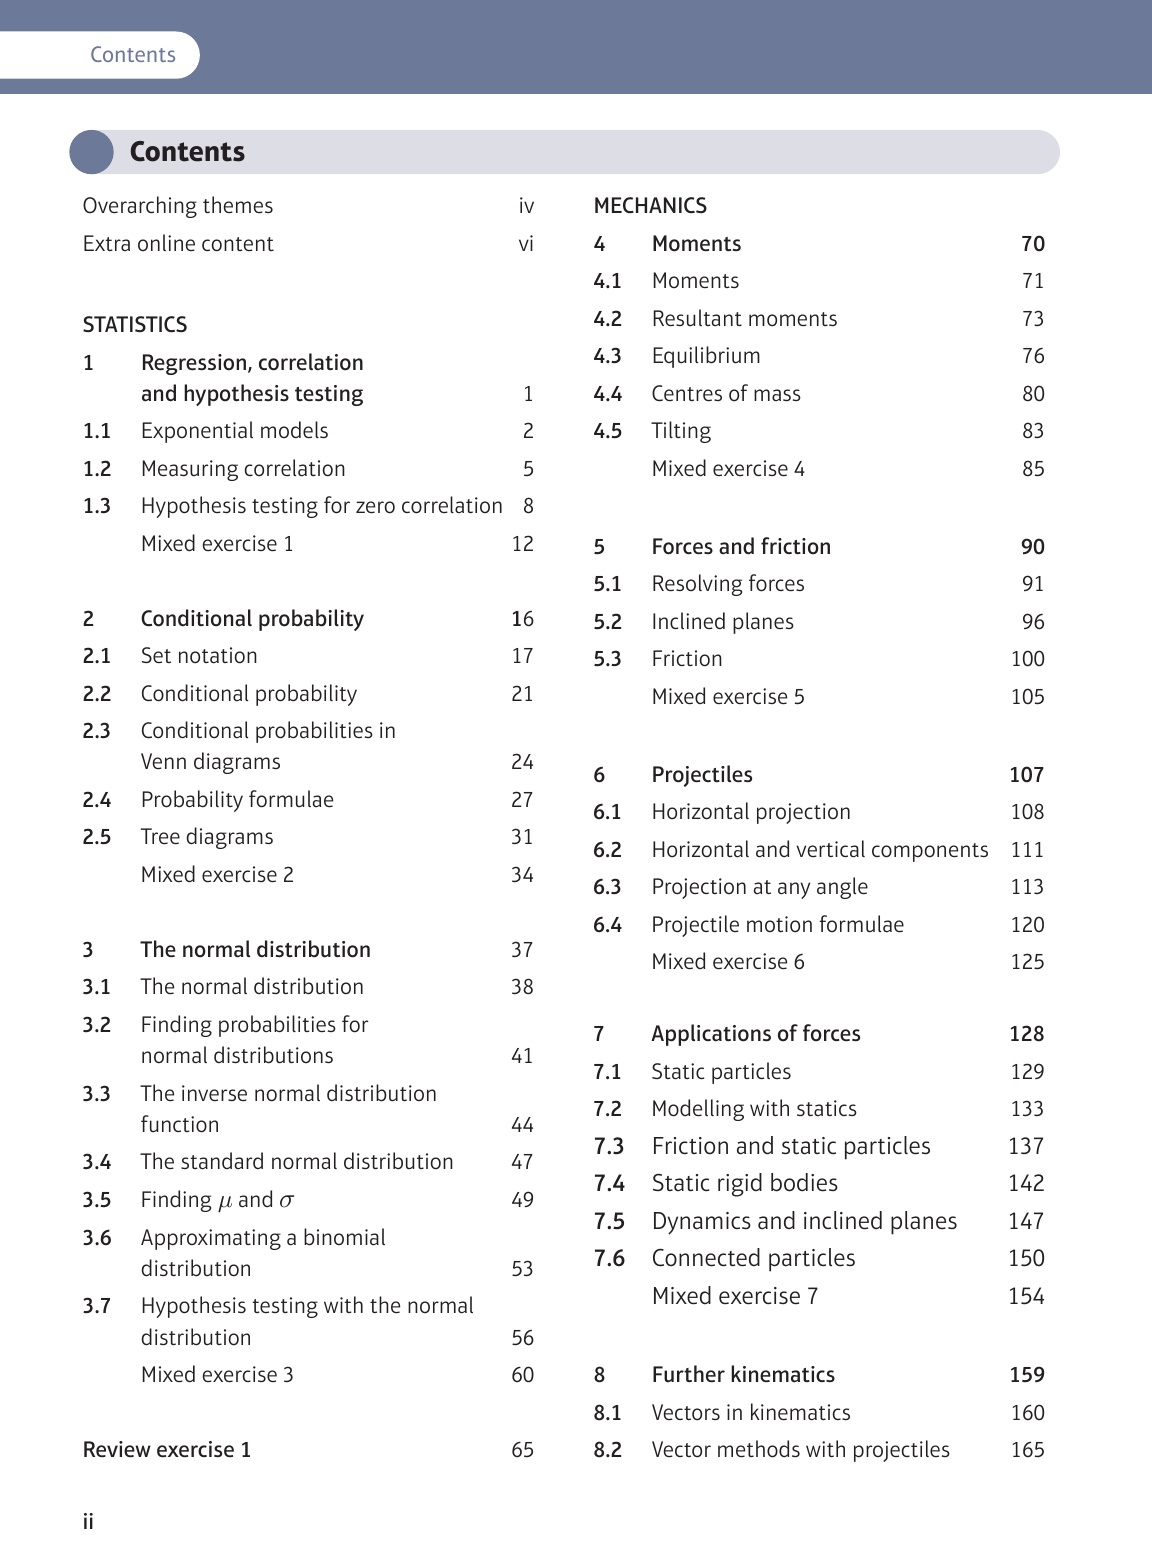 Contents
Contents
Overarching themes iv
Extra online content vi
STATISTICS
1 Regression, correlation
and hypothesis testing 1
1.1 Exponential models 2
1.2 Measuring correlation 5
1.3 Hypothesis testing for zero correlation 8
Mixed exercise 1 12
2 Conditional probability 16
2.1 Set notation 17
2.2 Conditional probability 21
2.3 Conditional probabilities in
Venn diagrams 24
2.4 Probability formulae 27
2.5 Tree diagrams 31
Mixed exercise 2 34
3 The normal distribution 37
3.1 The normal distribution 38
3.2 Finding probabilities for
normal distributions 41
3.3 The inverse normal distribution
function 44
3.4 The standard normal distribution 47
3.5 Finding μ and σ 49
3.6 Approximating a binomial
distribution 53
3.7 Hypothesis testing with the normal
distribution 56
Mixed exercise 3 60
Review exercise 1 65
MECHANICS
4 Moments 70
4.1 Moments 71
4.2 Resultant moments 73
4.3 Equilibrium 76
4.4 Centres of mass 80
4.5 Tilting 83
Mixed exercise 4 85
5 Forces and friction 90
5.1 Resolving forces 91
5.2 Inclined planes 96
5.3 Friction 100
Mixed exercise 5 105
6 Projectiles 107
6.1 Horizontal projection 108
6.2 Horizontal and vertical components 111
6.3 Projection at any angle 113
6.4 Projectile motion formulae 120
Mixed exercise 6 125
7 Applications of forces 128
7.1 Static particles 129
7.2 Modelling with statics 133
7.3 Friction and static particles 137
7.4 Static rigid bodies 142
7.5 Dynamics and inclined planes 147
7.6 Connected particles 150
Mixed exercise 7 154
8 Further kinematics 159
8.1 Vectors in kinematics 160
8.2 Vector methods with projectiles 165
ii